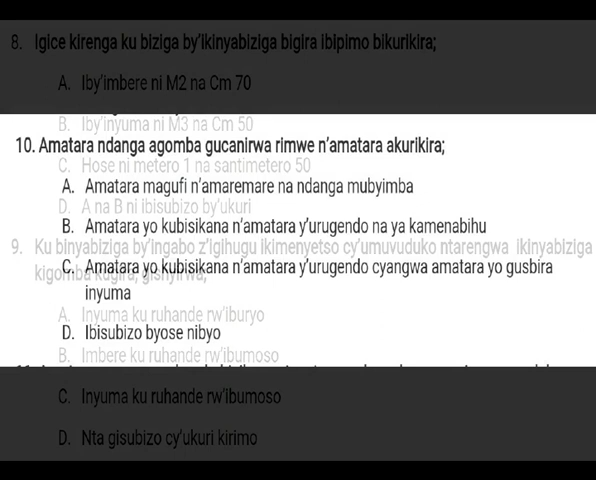 8. Igice kirenga ku biziga by'ikinyabiziga bigira ibipimo bikurikira;
A. Iby'imbere ni M2 na Cm 70
B. Iby'inyuma ni M3 na Cm 50
10. Amatara ndanga agomba gucanirwa rimwe n'amatara akurikira;
C. Hose ni metero 1 na santimetero 50
A. Amatara magufi n'amaremare na ndanga mubyimba
D. A na B ni ibisubizo by'ukuri
B. Amatara yo kubisikana n'amatara y'urugendo na ya kamenabihu
9. Ku binyabiziga by'ingabo z'igihugu ikimenyetso cy'umuvuduko ntarengwa ikinyabiziga
kigomba kugira, gishyirwa;
C. Amatara yo kubisikana n'amatara y'urugendo cyangwa amatara yo gusbira
inyuma
A. Inyuma ku ruhande rw'iburyo
D. Ibisubizo byose nibyo
B. Imbere ku ruhande rw'ibumoso
C. Inyuma ku ruhande rw'ibumoso
D. Nta gisubizo cy'ukuri kirimo